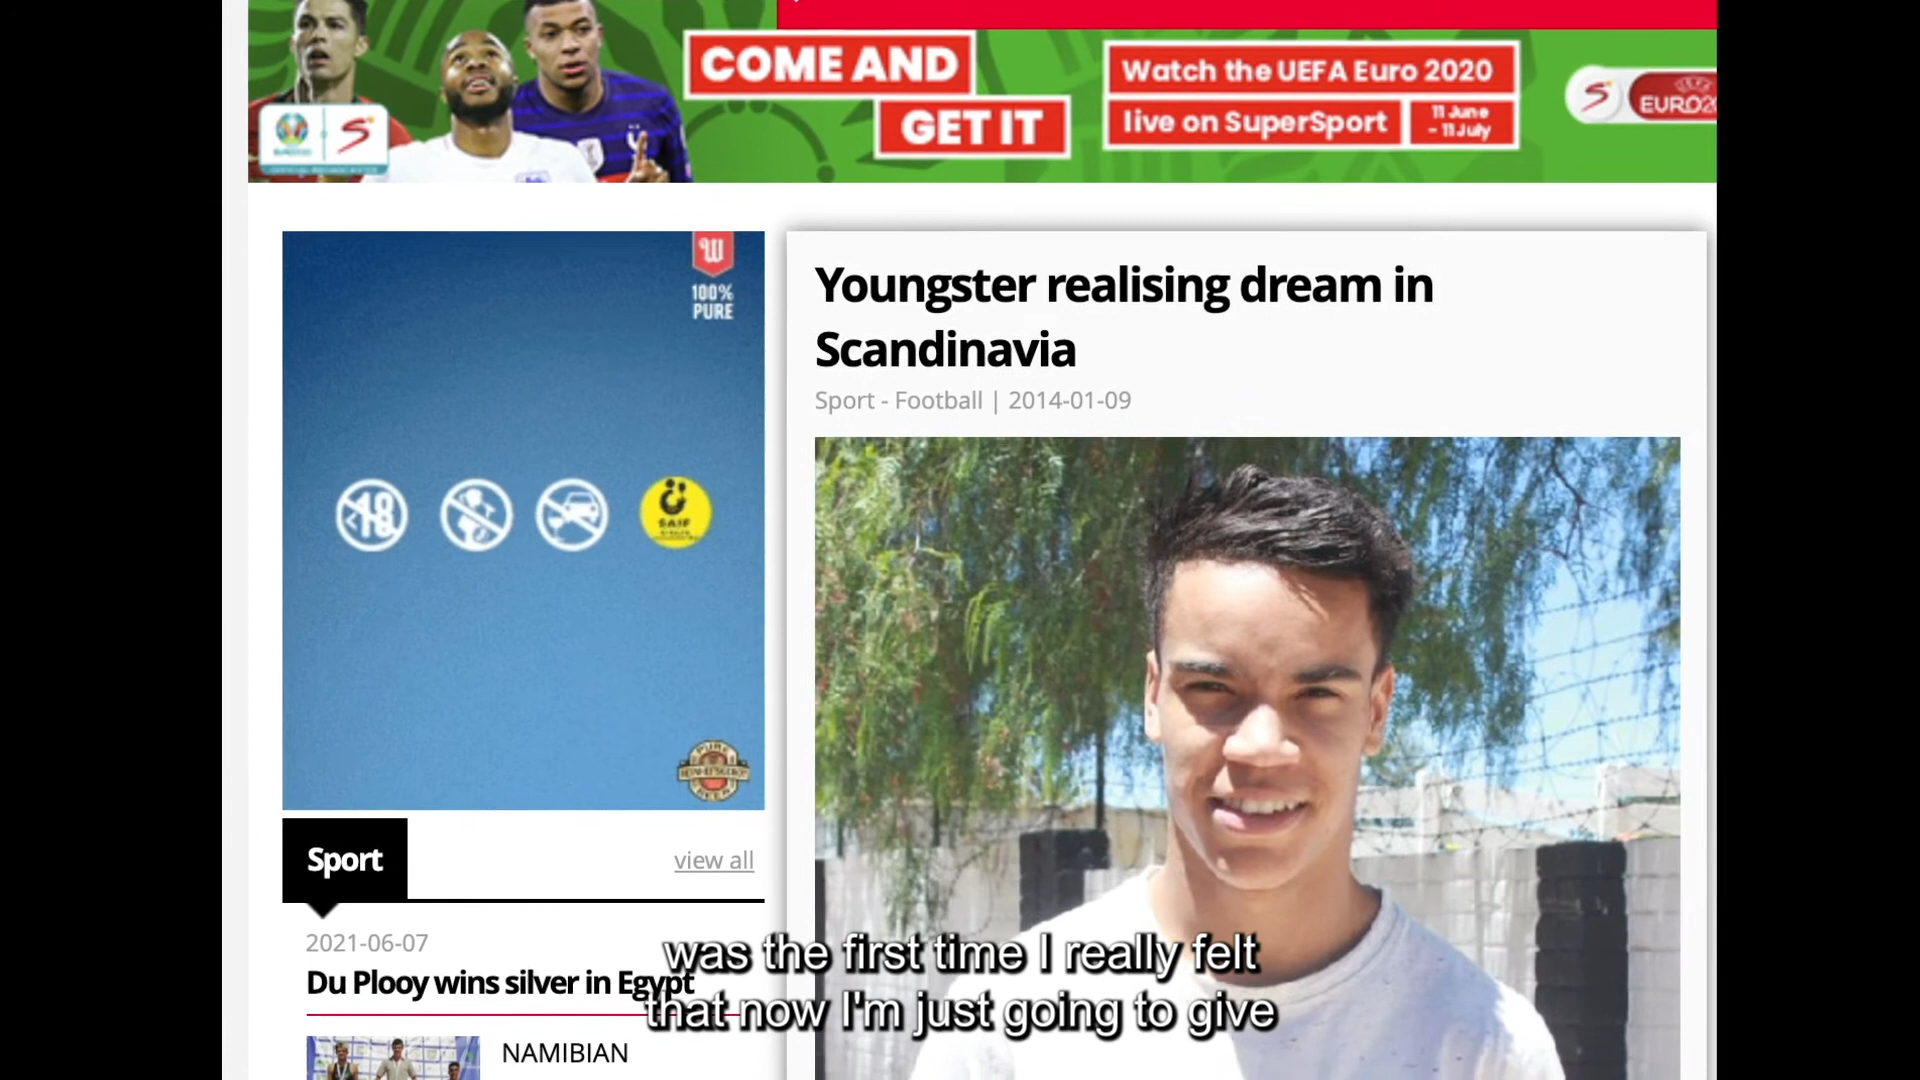 COME AND
GET IT
Watch the UEFA Euro 2020
live on SuperSport
11 June
- 11 July
100%
PURE
Youngster realising dream in
Scandinavia
Sport - Football | 2014-01-09
Sport
view all
2021-06-07
Du Plooy wins silver in Egypt
NAMIBIAN
was the first time I really felt
that now I'm just going to give